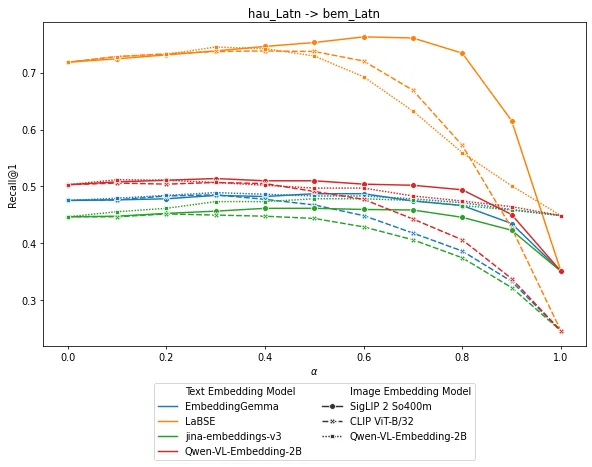 hau_Latn -> bem_Latn
Recall@1
0.7
0.6
0.5
0.4
0.3
0.0 0.2 0.4 0.6 0.8 1.0
α
Text Embedding Model
EmbeddingGemma
LaBSE
jina-embeddings-v3
Qwen-VL-Embedding-2B
Image Embedding Model
SigLIP 2 So400m
CLIP ViT-B/32
Qwen-VL-Embedding-2B